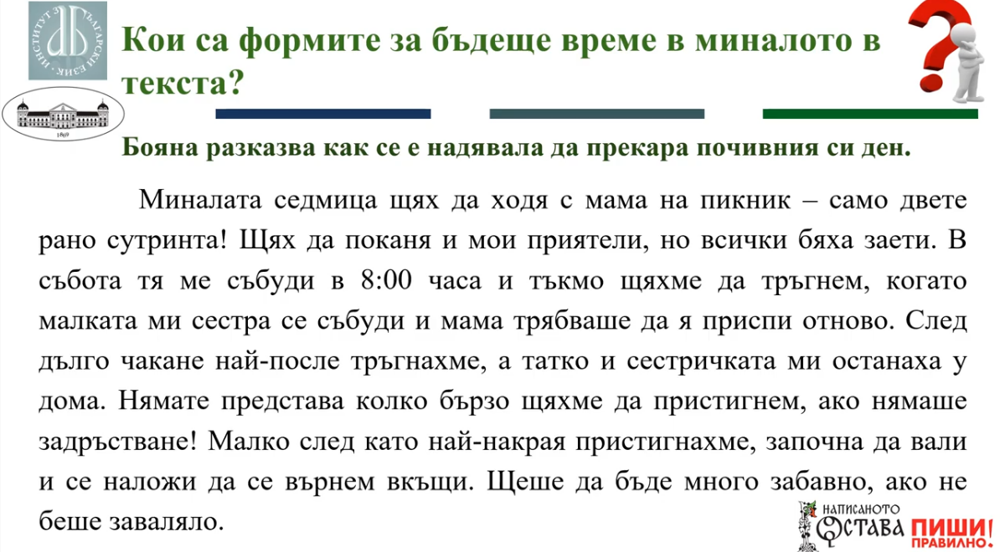 ИНСТИТУТ ЗА БЪЛГАРСКИ ЕЗИК
1869
Кои са формите за бъдеще време в миналото в
текста?
Бояна разказва как се е надявала да прекара почивния си ден.
Миналата седмица щях да ходя с мама на пикник – само двете
рано сутринта! Щях да поканя и мои приятели, но всички бяха заети. В
събота тя ме събуди в 8:00 часа и тъкмо щяхме да тръгнем, когато
малката ми сестра се събуди и мама трябваше да я приспи отново. След
дълго чакане най-после тръгнахме, а татко и сестричката ми останаха у
дома. Нямате представа колко бързо щяхме да пристигнем, ако нямаше
задръстване! Малко след като най-накрая пристигнахме, започна да вали
и се наложи да се върнем вкъщи. Щеше да бъде много забавно, ако не
беше заваляло.
НАПИСАНОТО
ОСТАВА ПИШИ!
ПРАВИЛНО.